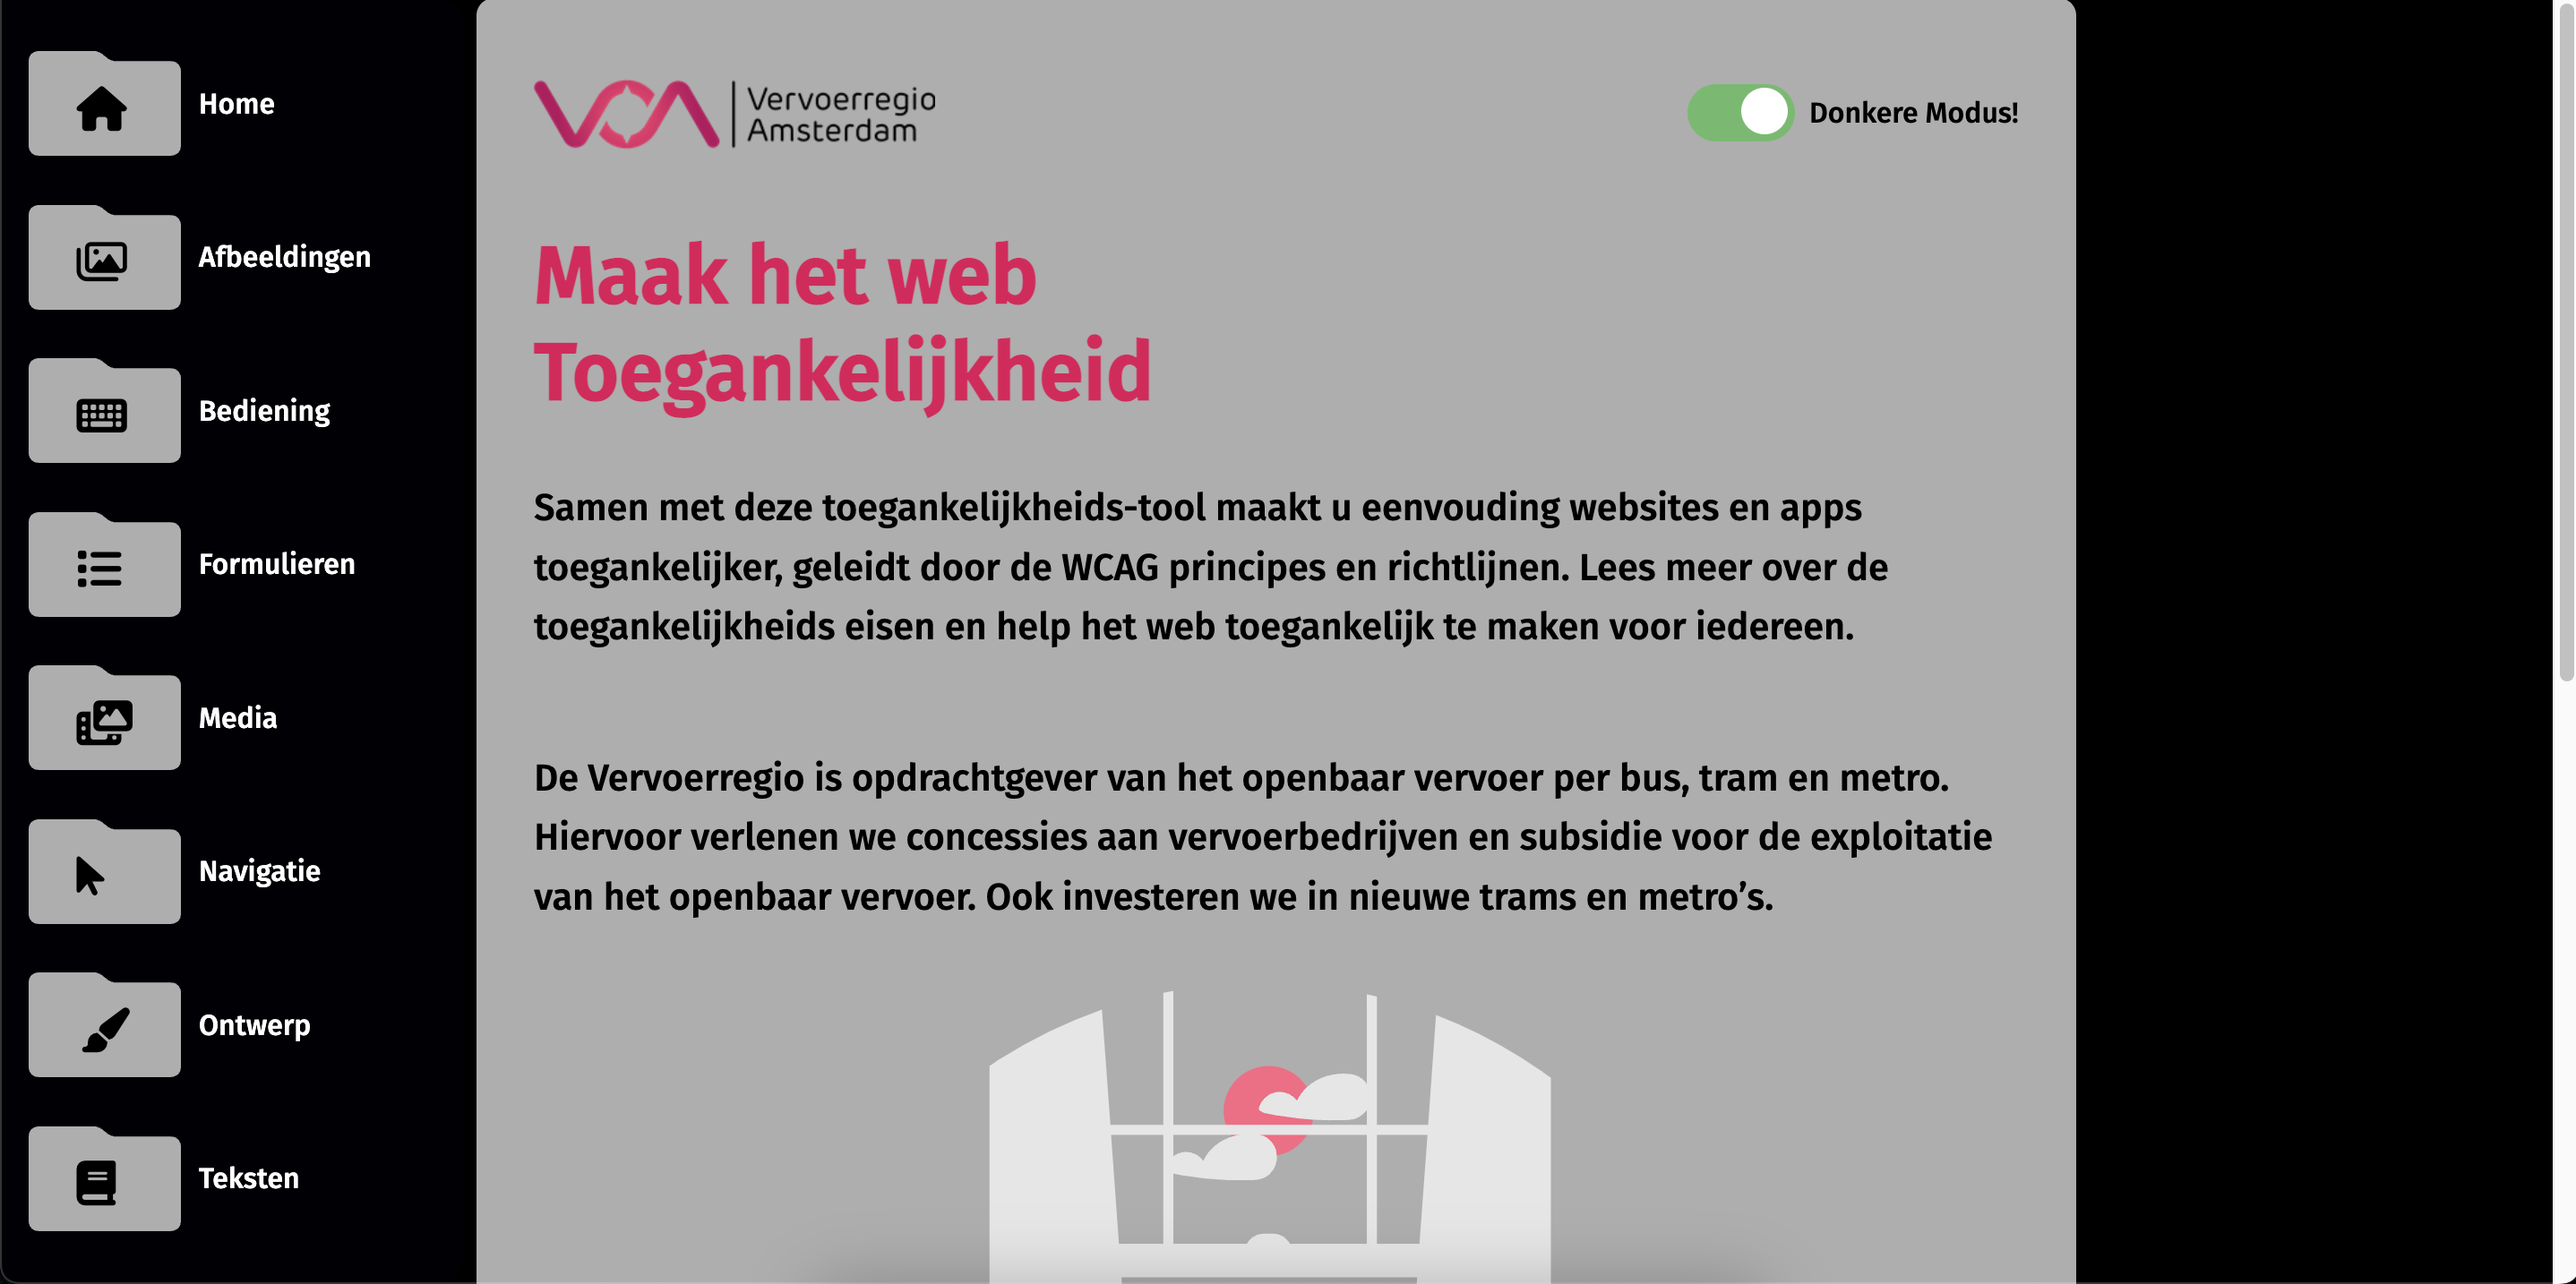 Home
Afbeeldingen
Bediening
Formulieren
Media
Navigatie
Ontwerp
Teksten
Vervoerregio
Amsterdam
Donkere Modus!
Maak het web
Toegankelijkheid
Samen met deze toegankelijkheids-tool maakt u eenvouding websites en apps
toegankelijker, geleidt door de WCAG principes en richtlijnen. Lees meer over de
toegankelijkheids eisen en help het web toegankelijk te maken voor iedereen.
De Vervoerregio is opdrachtgever van het openbaar vervoer per bus, tram en metro.
Hiervoor verlenen we concessies aan vervoerbedrijven en subsidie voor de exploitatie
van het openbaar vervoer. Ook investeren we in nieuwe trams en metro’s.